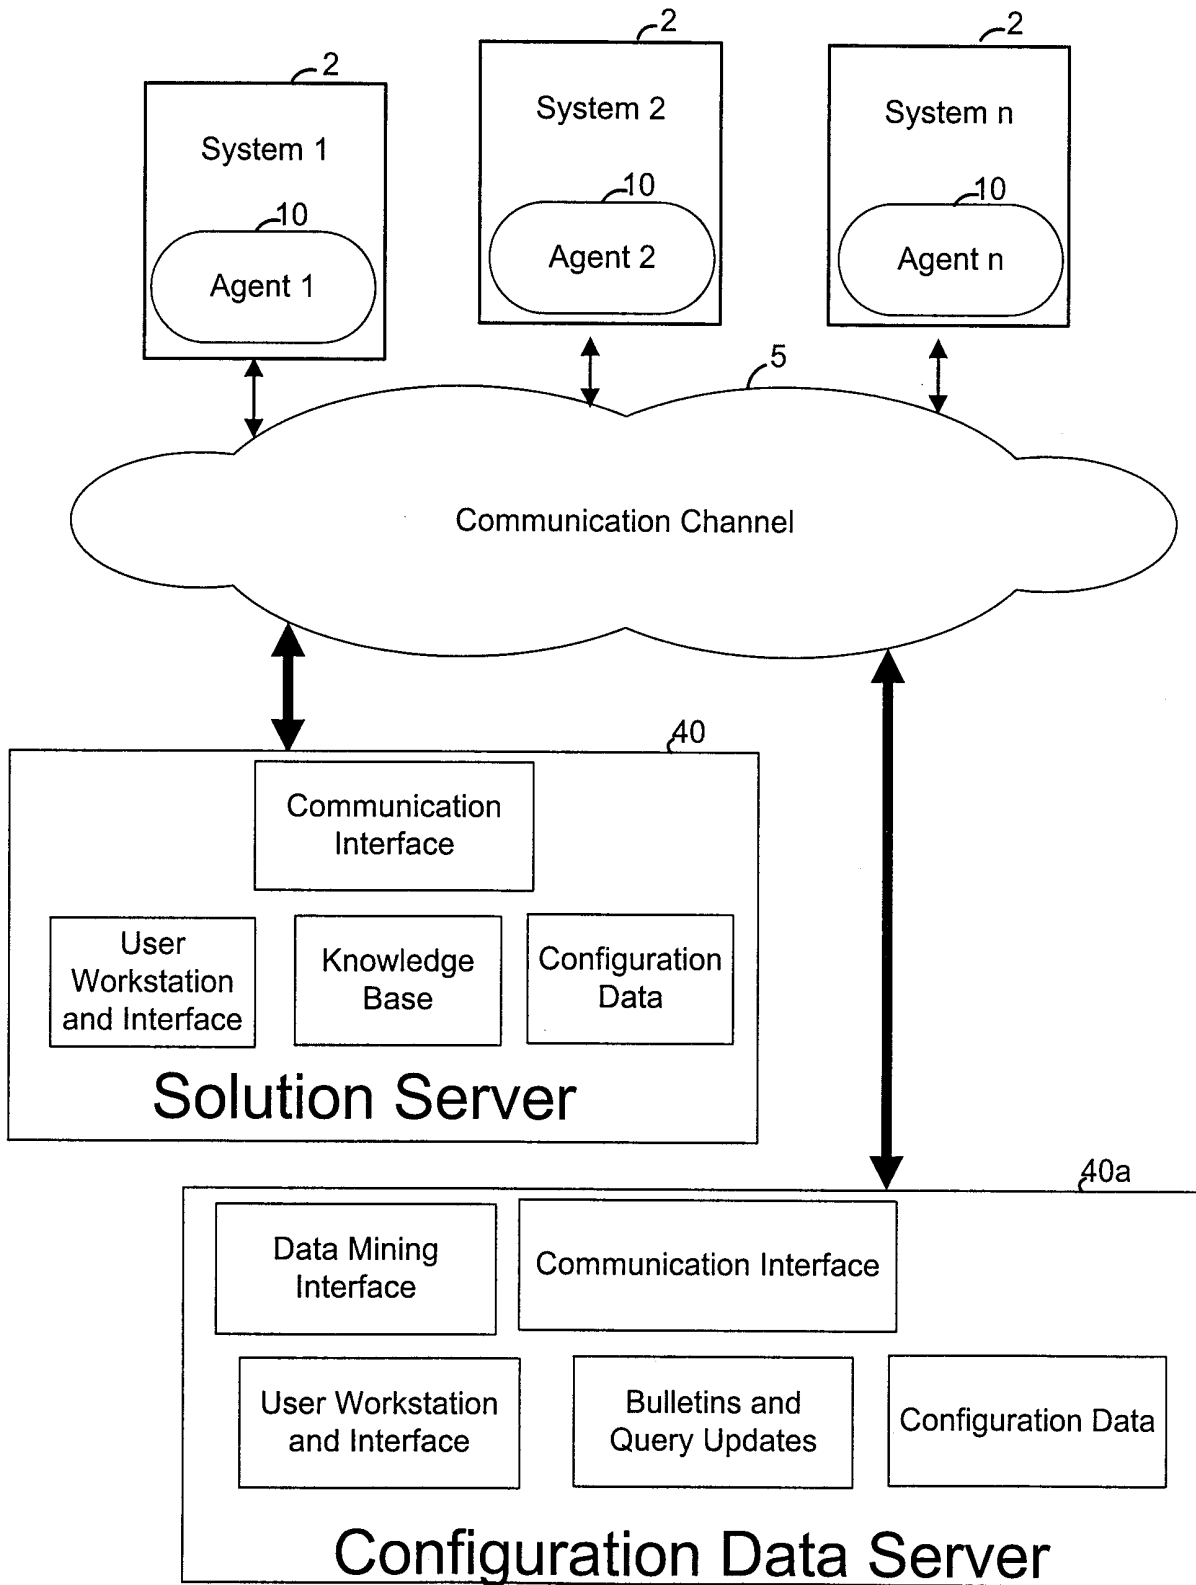 2
2
2
System 1
System 2
System n
10
10
10
Agent 1
Agent 2
Agent n
5
Communication Channel
40
Communication
Interface
User
Workstation
and Interface
Knowledge
Base
Configuration
Data
Solution Server
40a
Data Mining
Interface
Communication Interface
User Workstation
and Interface
Bulletins and
Query Updates
Configuration Data
Configuration Data Server